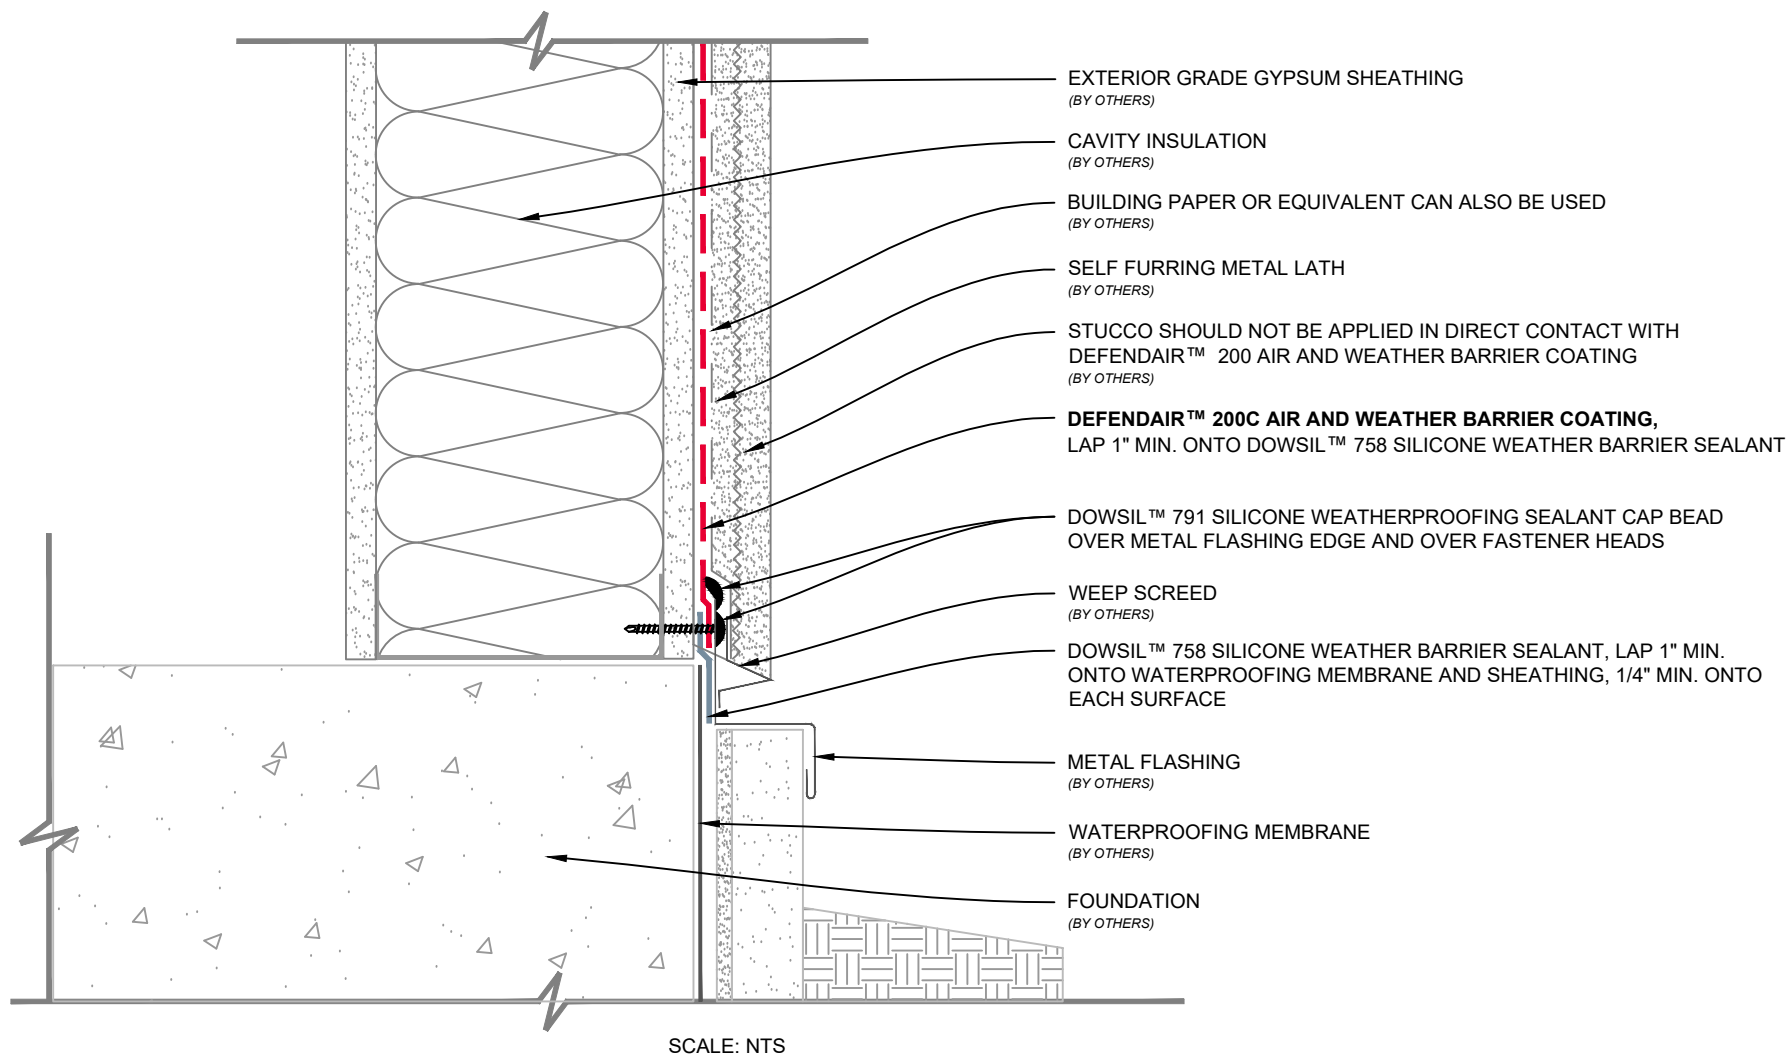 EXTERIOR GRADE GYPSUM SHEATHING
(BY OTHERS)
CAVITY INSULATION
(BY OTHERS)
BUILDING PAPER OR EQUIVALENT CAN ALSO BE USED
(BY OTHERS)
SELF FURRING METAL LATH
(BY OTHERS)
STUCCO SHOULD NOT BE APPLIED IN DIRECT CONTACT WITH
DEFENDAIR™ 200 AIR AND WEATHER BARRIER COATING
(BY OTHERS)
DEFENDAIR™ 200C AIR AND WEATHER BARRIER COATING,
LAP 1" MIN. ONTO DOWSIL™ 758 SILICONE WEATHER BARRIER SEALANT
DOWSIL™ 791 SILICONE WEATHERPROOFING SEALANT CAP BEAD
OVER METAL FLASHING EDGE AND OVER FASTENER HEADS
WEEP SCREED
(BY OTHERS)
DOWSIL™ 758 SILICONE WEATHER BARRIER SEALANT, LAP 1" MIN.
ONTO WATERPROOFING MEMBRANE AND SHEATHING, 1/4" MIN. ONTO
EACH SURFACE
METAL FLASHING
(BY OTHERS)
WATERPROOFING MEMBRANE
(BY OTHERS)
FOUNDATION
(BY OTHERS)
SCALE: NTS